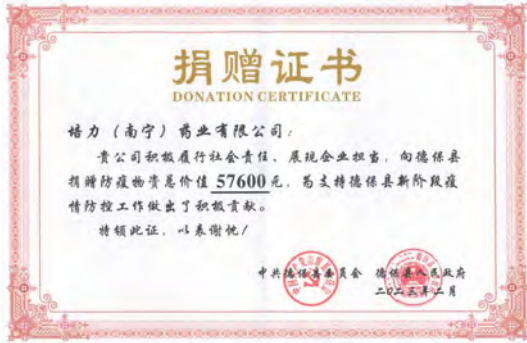 捐赠证书
DONATION CERTIFICATE
培力（南宁）药业有限公司：
贵公司积极履行社会责任、展现企业担当，向德保县
捐赠防疫物资总价值 57600 元，为支持德保县新阶段疫
情防控工作做出了积极贡献。
特颁此证，以表谢忱！
中共德保县委员会 德保县人民政府
二〇二三年二月